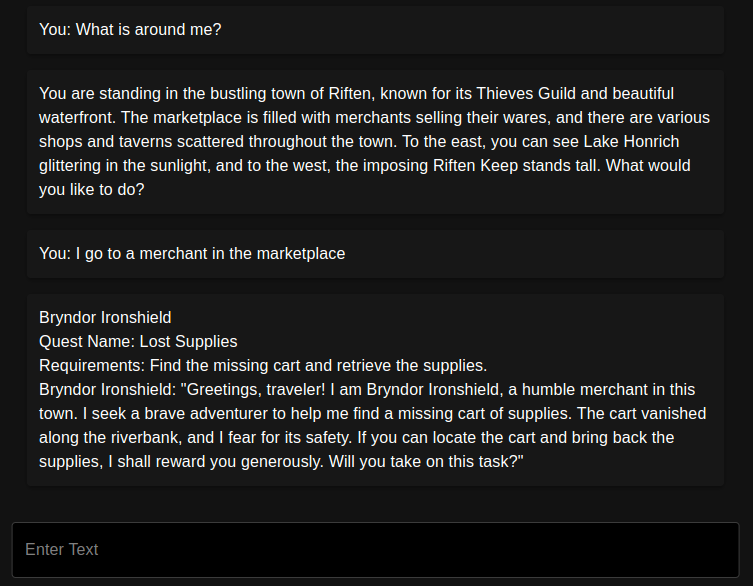 You: What is around me?
You are standing in the bustling town of Riften, known for its Thieves Guild and beautiful
waterfront. The marketplace is filled with merchants selling their wares, and there are various
shops and taverns scattered throughout the town. To the east, you can see Lake Honrich
glittering in the sunlight, and to the west, the imposing Riften Keep stands tall. What would
you like to do?
You: I go to a merchant in the marketplace
Bryndor Ironshield
Quest Name: Lost Supplies
Requirements: Find the missing cart and retrieve the supplies.
Bryndor Ironshield: "Greetings, traveler! I am Bryndor Ironshield, a humble merchant in this
town. I seek a brave adventurer to help me find a missing cart of supplies. The cart vanished
along the riverbank, and I fear for its safety. If you can locate the cart and bring back the
supplies, I shall reward you generously. Will you take on this task?"
Enter Text